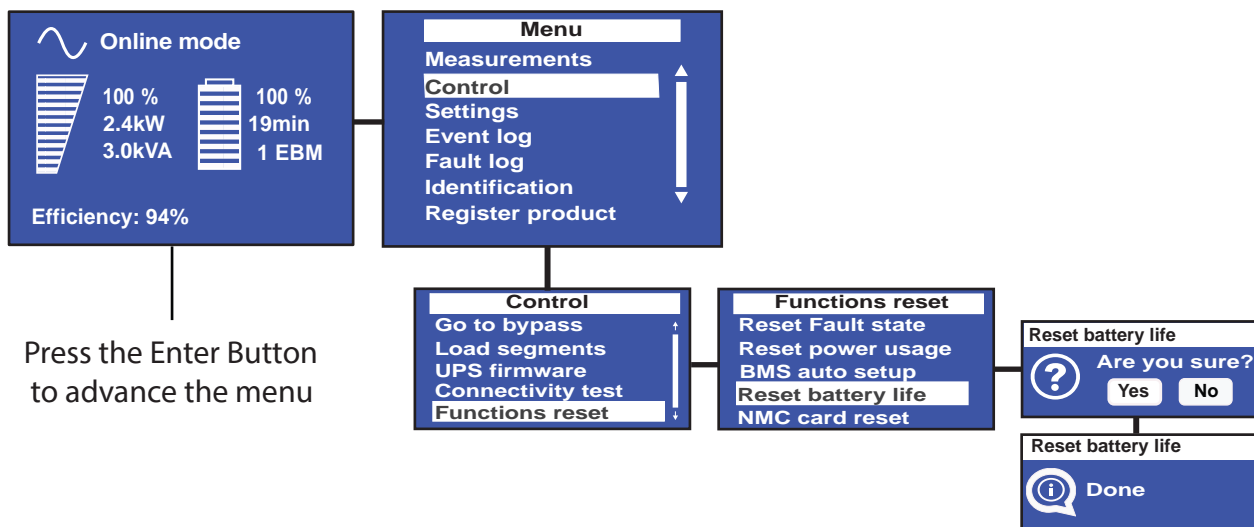 Online mode
100 %
2.4kW
3.0kVA
100 %
19min
1 EBM
Efficiency: 94%
Press the Enter Button
to advance the menu
Menu
Measurements
Control
Settings
Event log
Fault log
Identification
Register product
Control
Go to bypass
Load segments
UPS firmware
Connectivity test
Functions reset
Functions reset
Reset Fault state
Reset power usage
BMS auto setup
Reset battery life
NMC card reset
Reset battery life
? Are you sure?
Yes No
Reset battery life
i Done